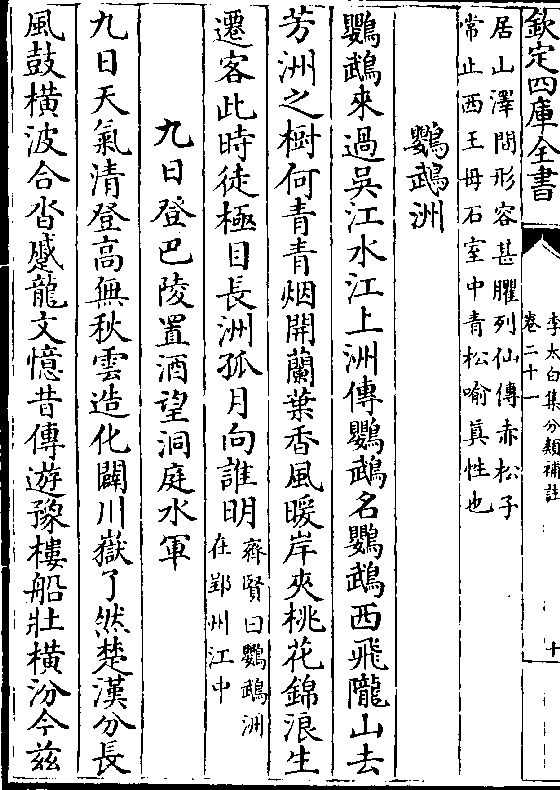 欽定四庫全書
李太白集分類補註
卷二十一
十
居山澤間形容甚臞列仙傳赤松子
常止西王母石室中青松喻真性也
鸚鵡洲
鸚鵡來過吳江水江上洲傳鸚鵡名鸚鵡西飛隴山去
芳洲之樹何青青烟開蘭葉香風暖岸夾桃花錦浪生
遷客此時徒極目長洲孤月向誰明
齊賢曰鸚鵡洲
在鄂州江中
九日登巴陵置酒望洞庭水軍
九日天氣清登高無秋雲造化闢川嶽了然楚漢分長
風鼓橫波合沓蹙龍文憶昔傳遊豫樓船壯橫汾今茲